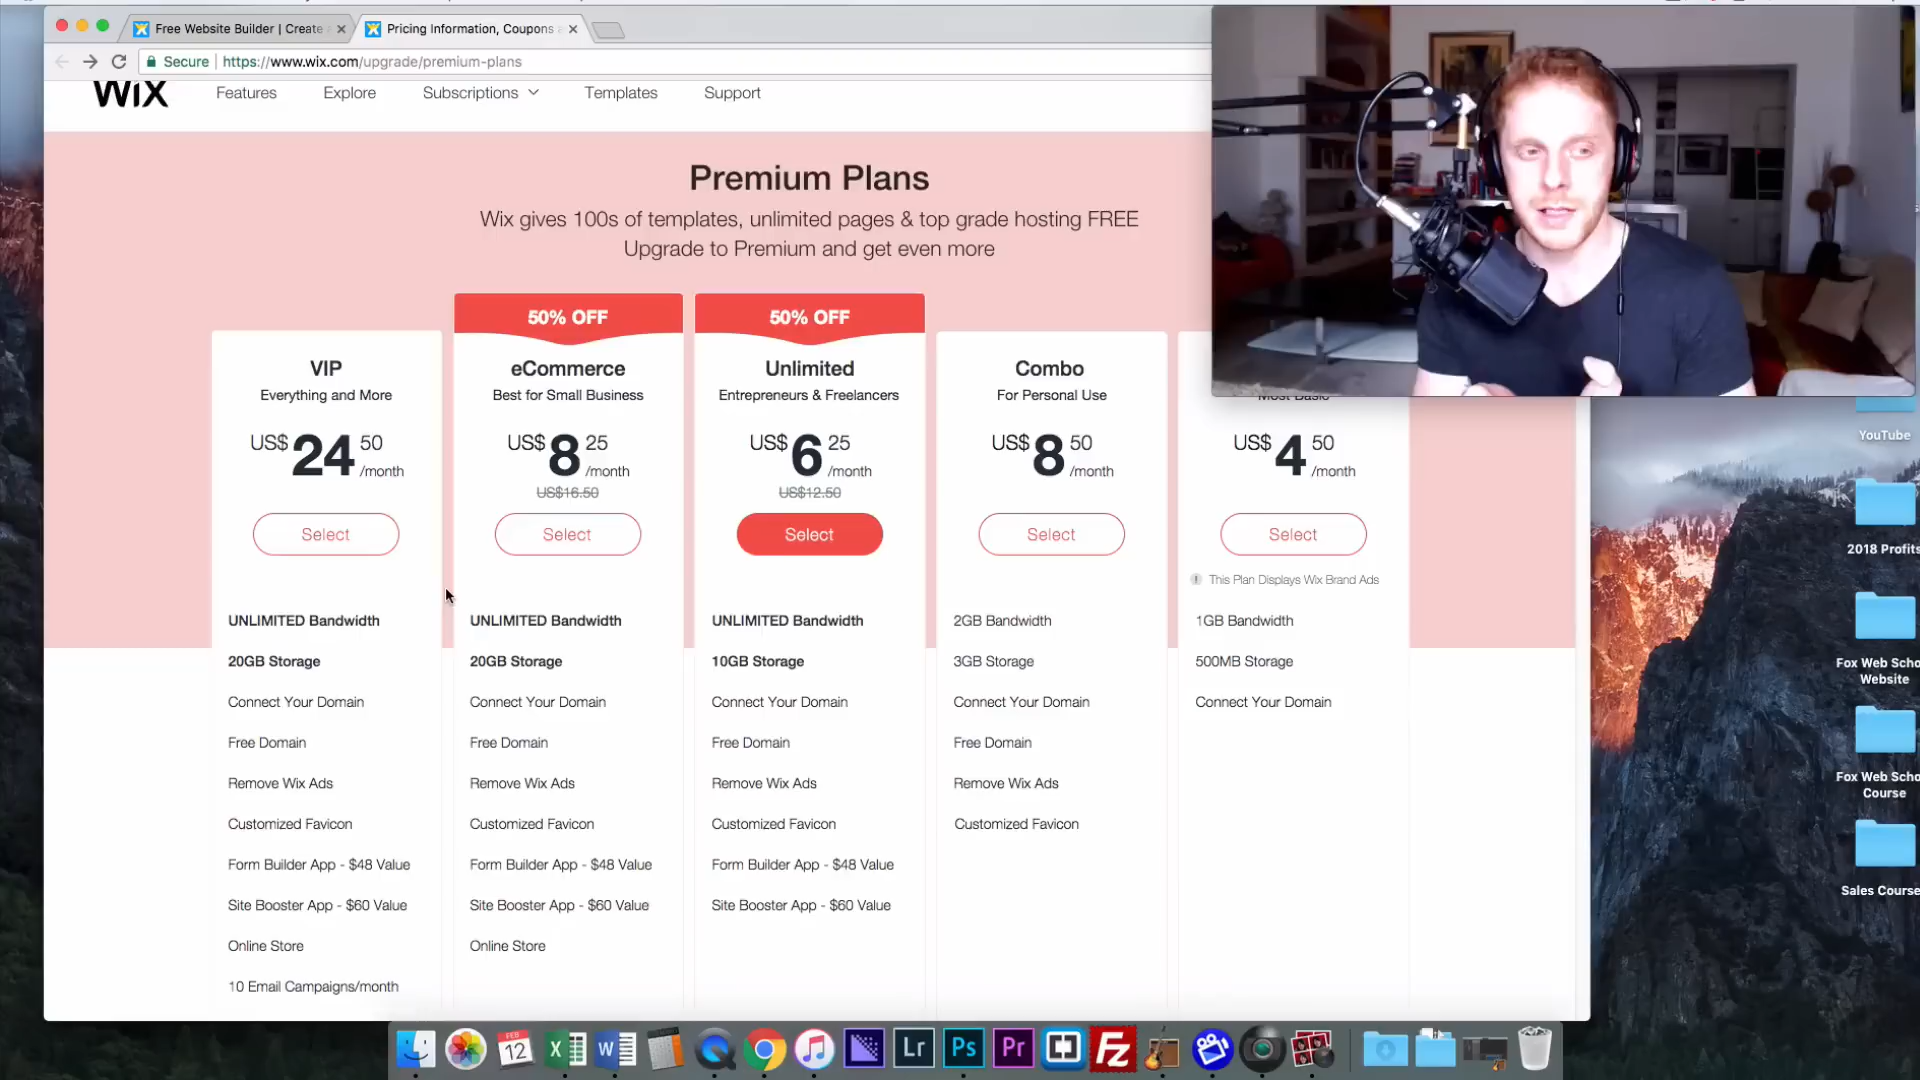 Free Website Builder | Create
Pricing Information, Coupons
Secure https://www.wix.com/upgrade/premium-plans
WiX
Features
Explore
Subscriptions
Templates
Support
Premium Plans
Wix gives 100s of templates, unlimited pages & top grade hosting FREE
Upgrade to Premium and get even more
VIP
Everything and More
US$ 24 50 /month
Select
UNLIMITED Bandwidth
20GB Storage
Connect Your Domain
Free Domain
Remove Wix Ads
Customized Favicon
Form Builder App - $48 Value
Site Booster App - $60 Value
Online Store
10 Email Campaigns/month
50% OFF
eCommerce
Best for Small Business
US$ 8 25 /month
US$16.50
Select
UNLIMITED Bandwidth
20GB Storage
Connect Your Domain
Free Domain
Remove Wix Ads
Customized Favicon
Form Builder App - $48 Value
Site Booster App - $60 Value
Online Store
50% OFF
Unlimited
Entrepreneurs & Freelancers
US$ 6 25 /month
US$12.50
Select
UNLIMITED Bandwidth
10GB Storage
Connect Your Domain
Free Domain
Remove Wix Ads
Customized Favicon
Form Builder App - $48 Value
Site Booster App - $60 Value
Combo
For Personal Use
US$ 8 50 /month
Select
2GB Bandwidth
3GB Storage
Connect Your Domain
Free Domain
Remove Wix Ads
Customized Favicon
Most Basic
US$ 4 50 /month
Select
This Plan Displays Wix Brand Ads
1GB Bandwidth
500MB Storage
Connect Your Domain
YouTube
2018 Profits
Fox Web Scho
Website
Fox Web Scho
Course
Sales Course
FEB
12
X
W
Lr
Ps
Pr
Fz